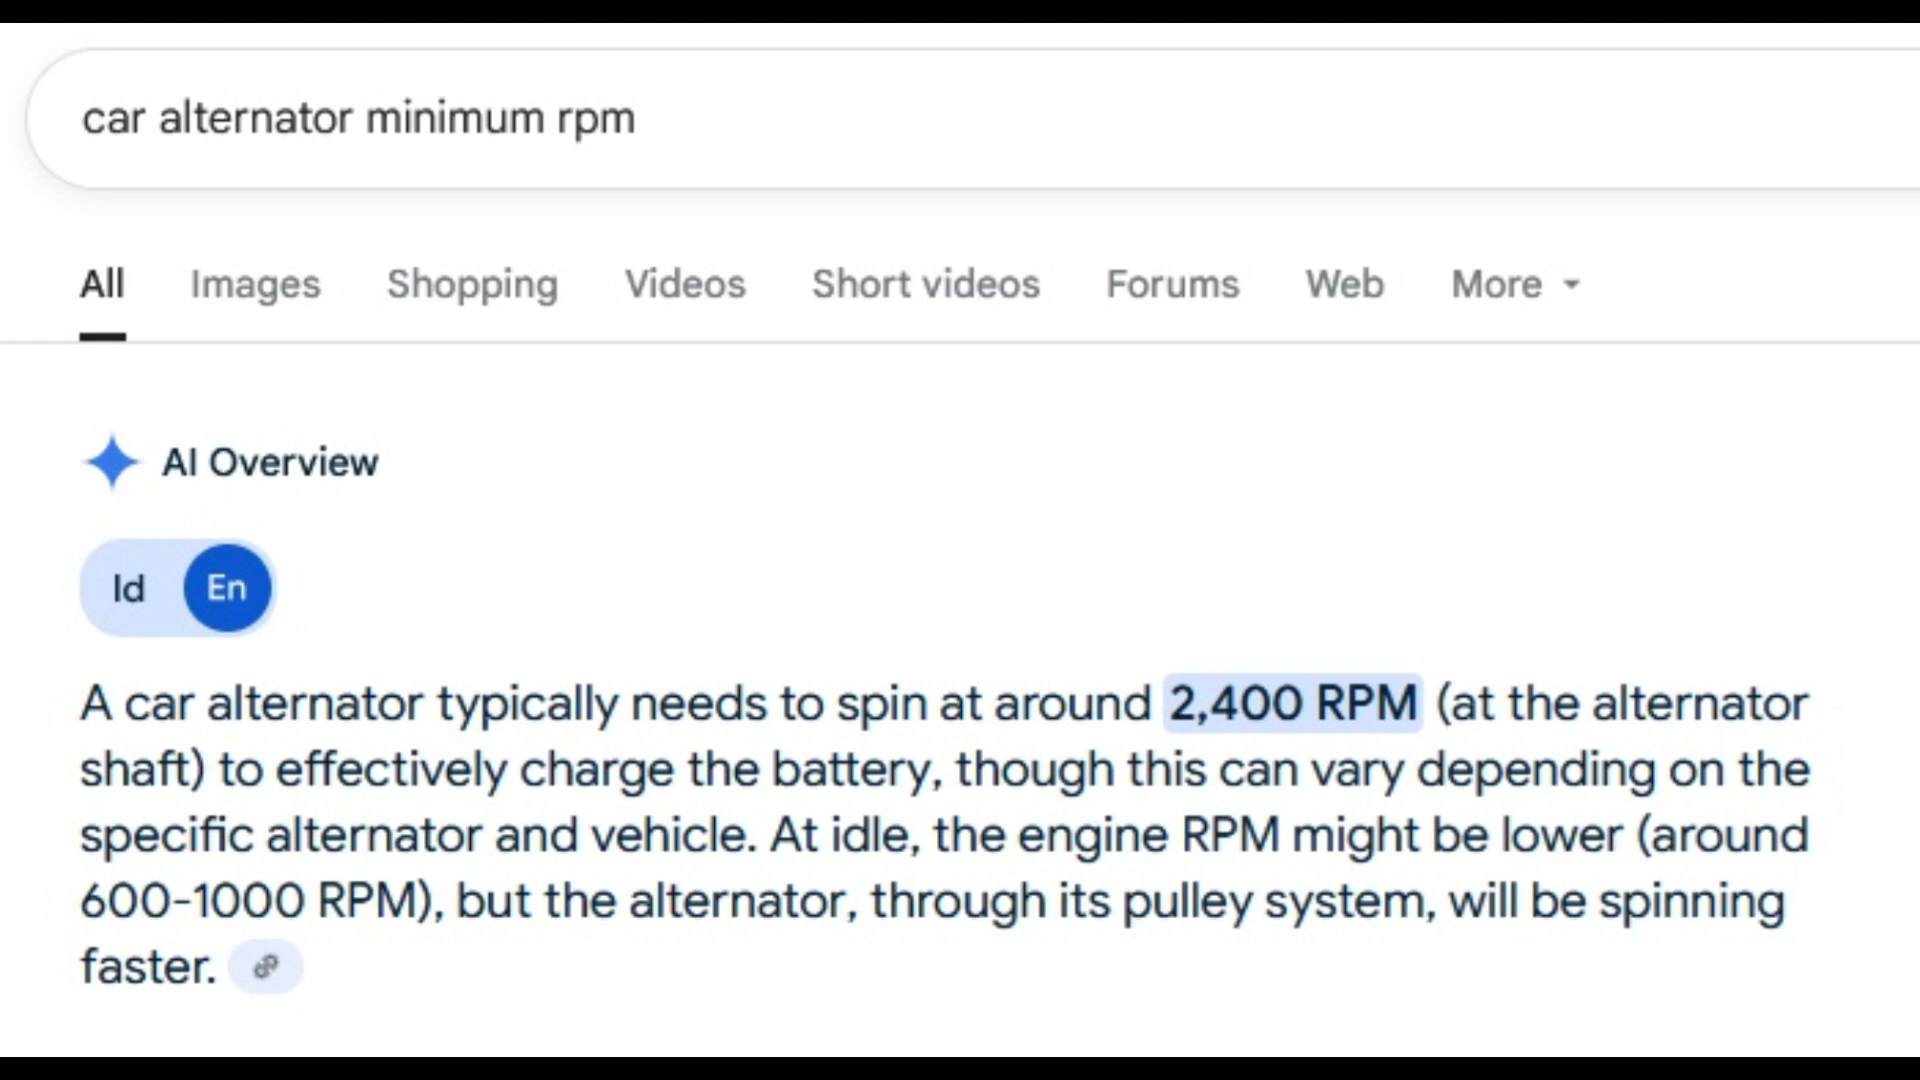 car alternator minimum rpm
All Images Shopping Videos Short videos Forums Web More
AI Overview
Id En
A car alternator typically needs to spin at around 2,400 RPM (at the alternator
shaft) to effectively charge the battery, though this can vary depending on the
specific alternator and vehicle. At idle, the engine RPM might be lower (around
600-1000 RPM), but the alternator, through its pulley system, will be spinning
faster.